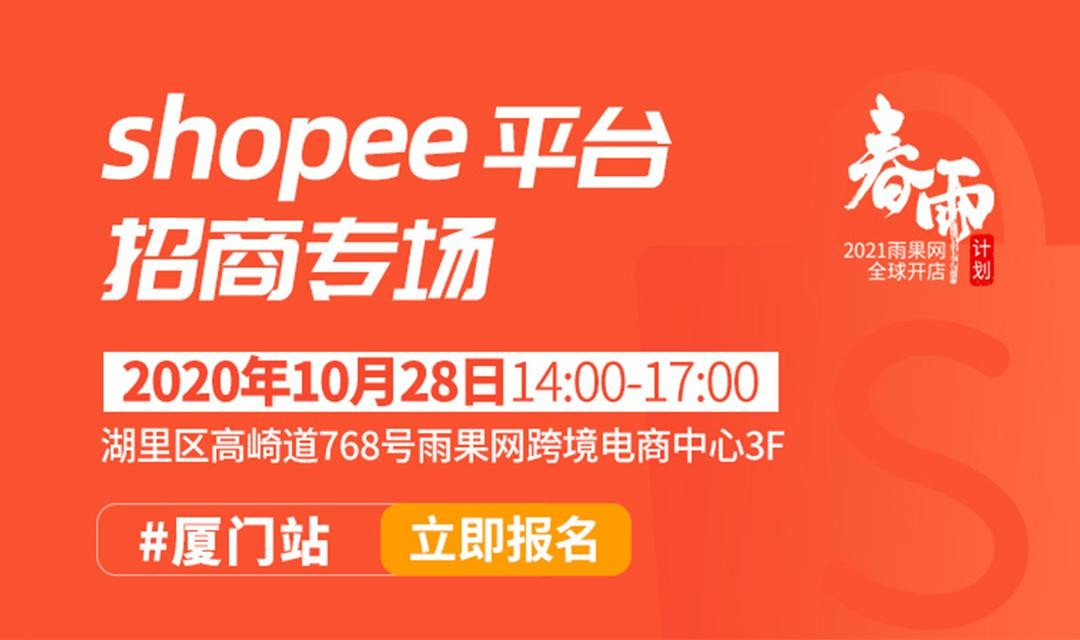 shopee 平台
招商专场
春雨
2021雨果网
全球开店
计划
2020年10月28日14:00-17:00
湖里区高崎道768号雨果网跨境电商中心3F
#厦门站
立即报名
S